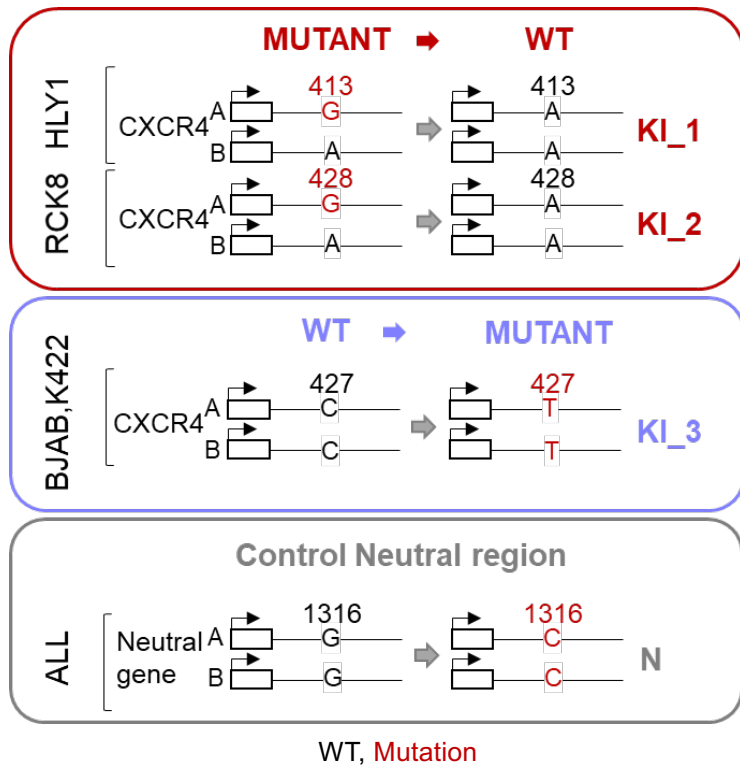 MUTANT WT
HLY1
CXCR4
A
413
G
B
A
413
A
A
KI_1
RCK8
CXCR4
A
428
G
B
A
428
A
A
KI_2
WT MUTANT
BJAB,K422
CXCR4
A
427
C
B
C
427
T
T
KI_3
Control Neutral region
ALL
Neutral
gene
A
1316
G
B
G
1316
C
C
N
WT, Mutation